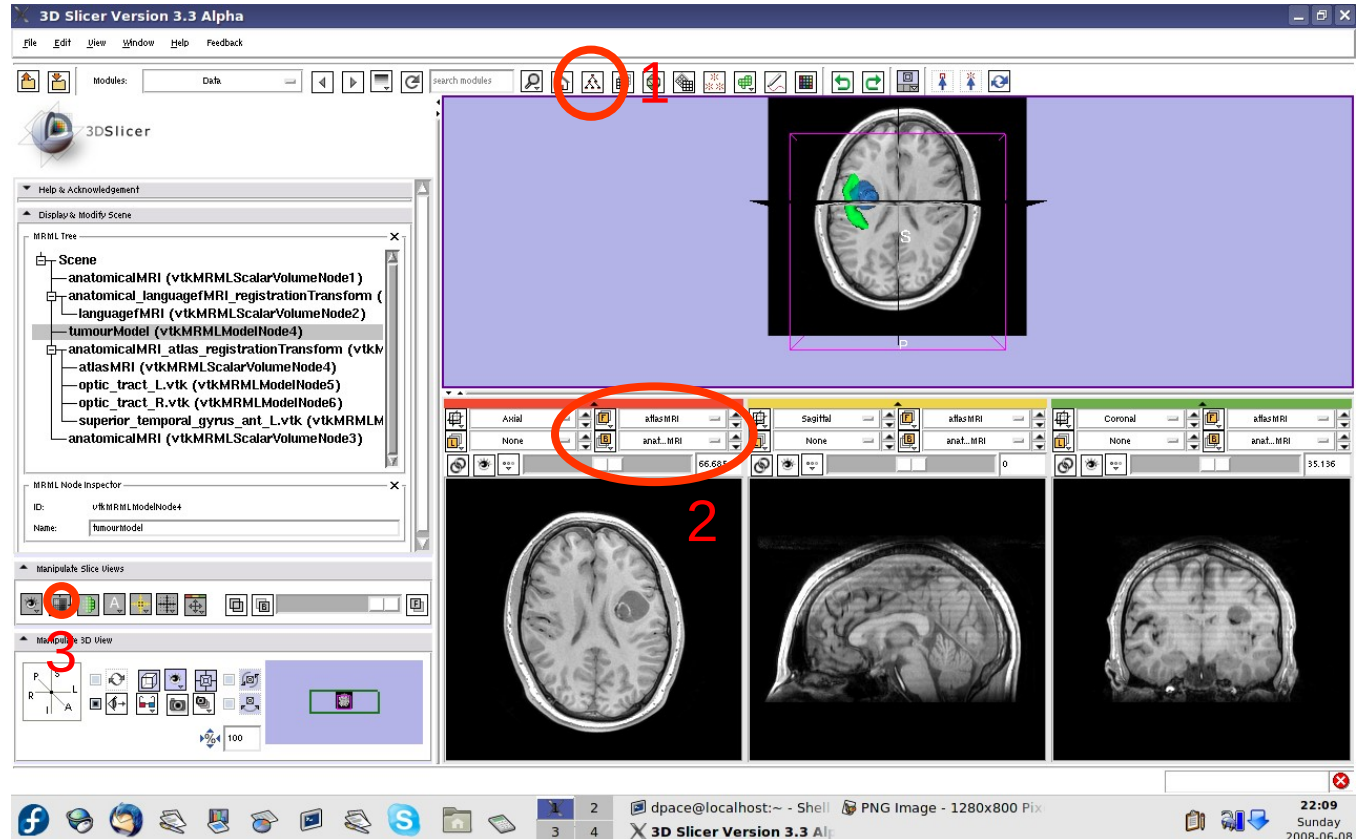 3D Slicer Version 3.3 Alpha
File Edit View Window Help Feedback
Modules: Data search modules
1
3DSlicer
Help & Acknowledgement
Display & Modify Scene
MRML Tree
Scene
anatomicalMRI (vtkMRMLScalarVolumeNode1)
anatomical_languagefMRI_registrationTransform (
languagefMRI (vtkMRMLScalarVolumeNode2)
tumourModel (vtkMRMLModelNode4)
anatomicalMRI_atlas_registrationTransform (vtkM
atlasMRI (vtkMRMLScalarVolumeNode4)
optic_tract_L.vtk (vtkMRMLModelNode5)
optic_tract_R.vtk (vtkMRMLModelNode6)
superior_temporal_gyrus_ant_L.vtk (vtkMRMLM
anatomicalMRI (vtkMRMLScalarVolumeNode3)
MRML Node Inspector
ID: vtkMRMLModelNode4
Name: tumourModel
Manipulate Slice Views
3
Manipulate 3D View
P S
R L
I A
100
S
P
Axial F atlasMRI
L None B anat...MRI
66.685
2
Sagittal F atlasMRI
L None B anat...MRI
0
Coronal F atlasMRI
L None B anat...MRI
35.136
1 2
3 4
dpace@localhost:~ - Shell
PNG Image - 1280x800 Pix
3D Slicer Version 3.3 Alp
22:09
Sunday
2008-06-08